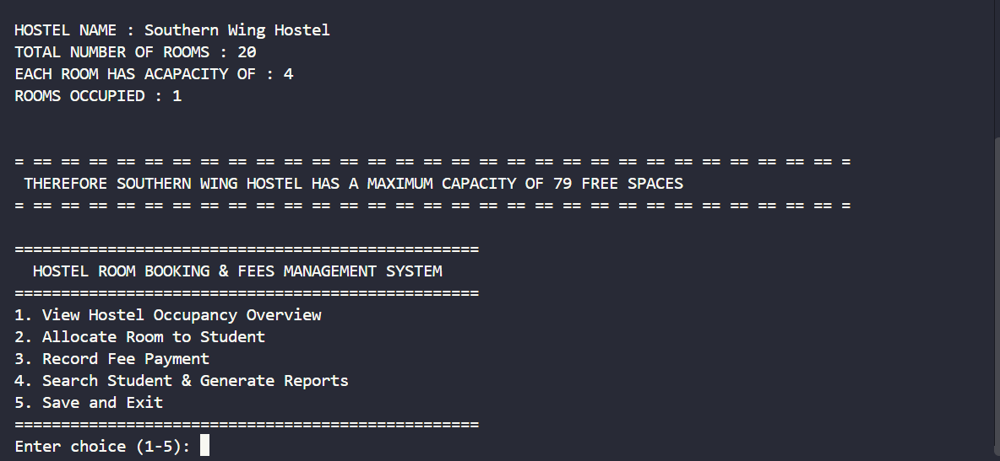 HOSTEL NAME : Southern Wing Hostel
TOTAL NUMBER OF ROOMS : 20
EACH ROOM HAS ACAPACITY OF : 4
ROOMS OCCUPIED : 1
= == == == == == == == == == == == == == == == == == == == == == == == == == == == == == =
THEREFORE SOUTHERN WING HOSTEL HAS A MAXIMUM CAPACITY OF 79 FREE SPACES
= == == == == == == == == == == == == == == == == == == == == == == == == == == == == == =
==================================================
HOSTEL ROOM BOOKING & FEES MANAGEMENT SYSTEM
==================================================
1. View Hostel Occupancy Overview
2. Allocate Room to Student
3. Record Fee Payment
4. Search Student & Generate Reports
5. Save and Exit
==================================================
Enter choice (1-5):